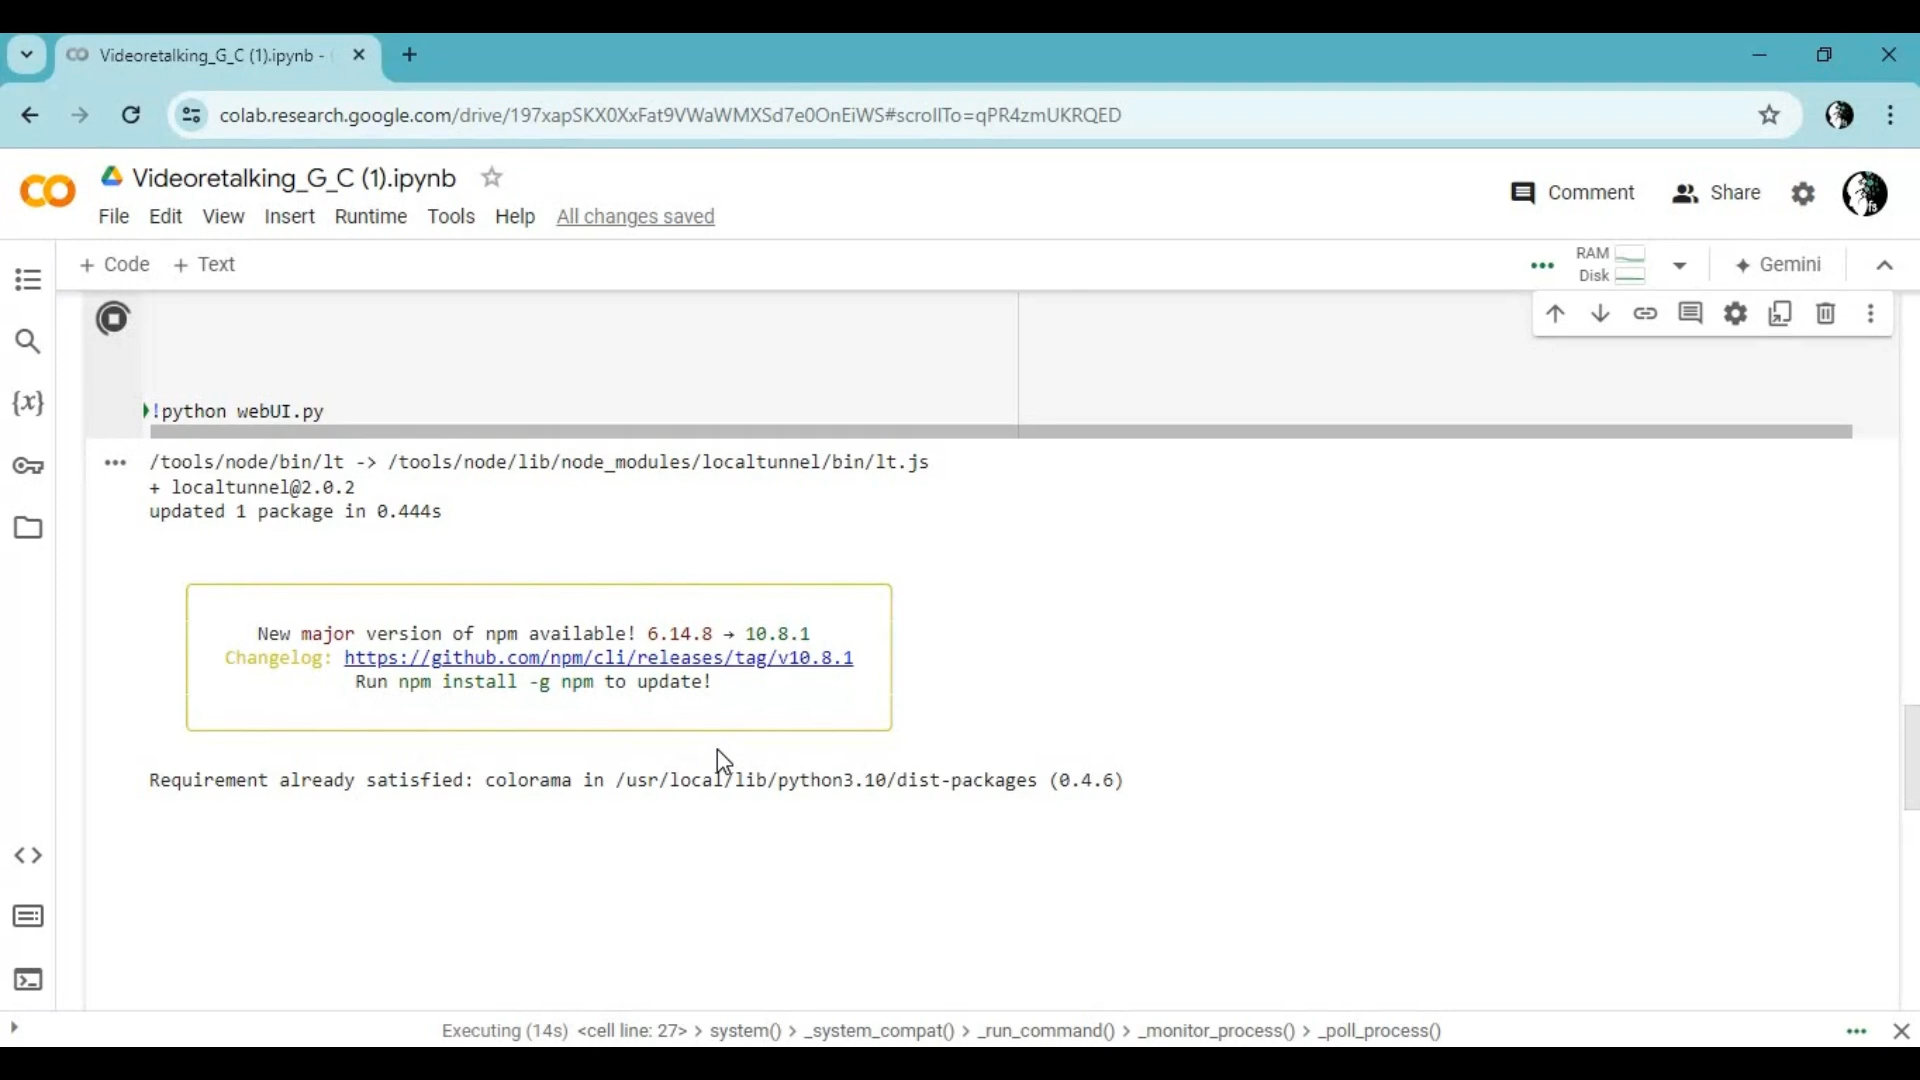 Videoretalking_G_C (1).ipynb -
colab.research.google.com/drive/197xapSKX0XxFat9VWaWMXSd7e0OnEiWS#scrollTo=qPR4zmUKRQED
Videoretalking_G_C (1).ipynb
Comment
Share
File Edit View Insert Runtime Tools Help All changes saved
+ Code + Text
RAM
Disk
Gemini
{x}
!python webUI.py
/tools/node/bin/lt -> /tools/node/lib/node_modules/localtunnel/bin/lt.js
+ localtunnel@2.0.2
updated 1 package in 0.444s
New major version of npm available! 6.14.8 → 10.8.1
Changelog: https://github.com/npm/cli/releases/tag/v10.8.1
Run npm install -g npm to update!
Requirement already satisfied: colorama in /usr/local/lib/python3.10/dist-packages (0.4.6)
Executing (14s) <cell line: 27> > system() > _system_compat() > _run_command() > _monitor_process() > _poll_process()